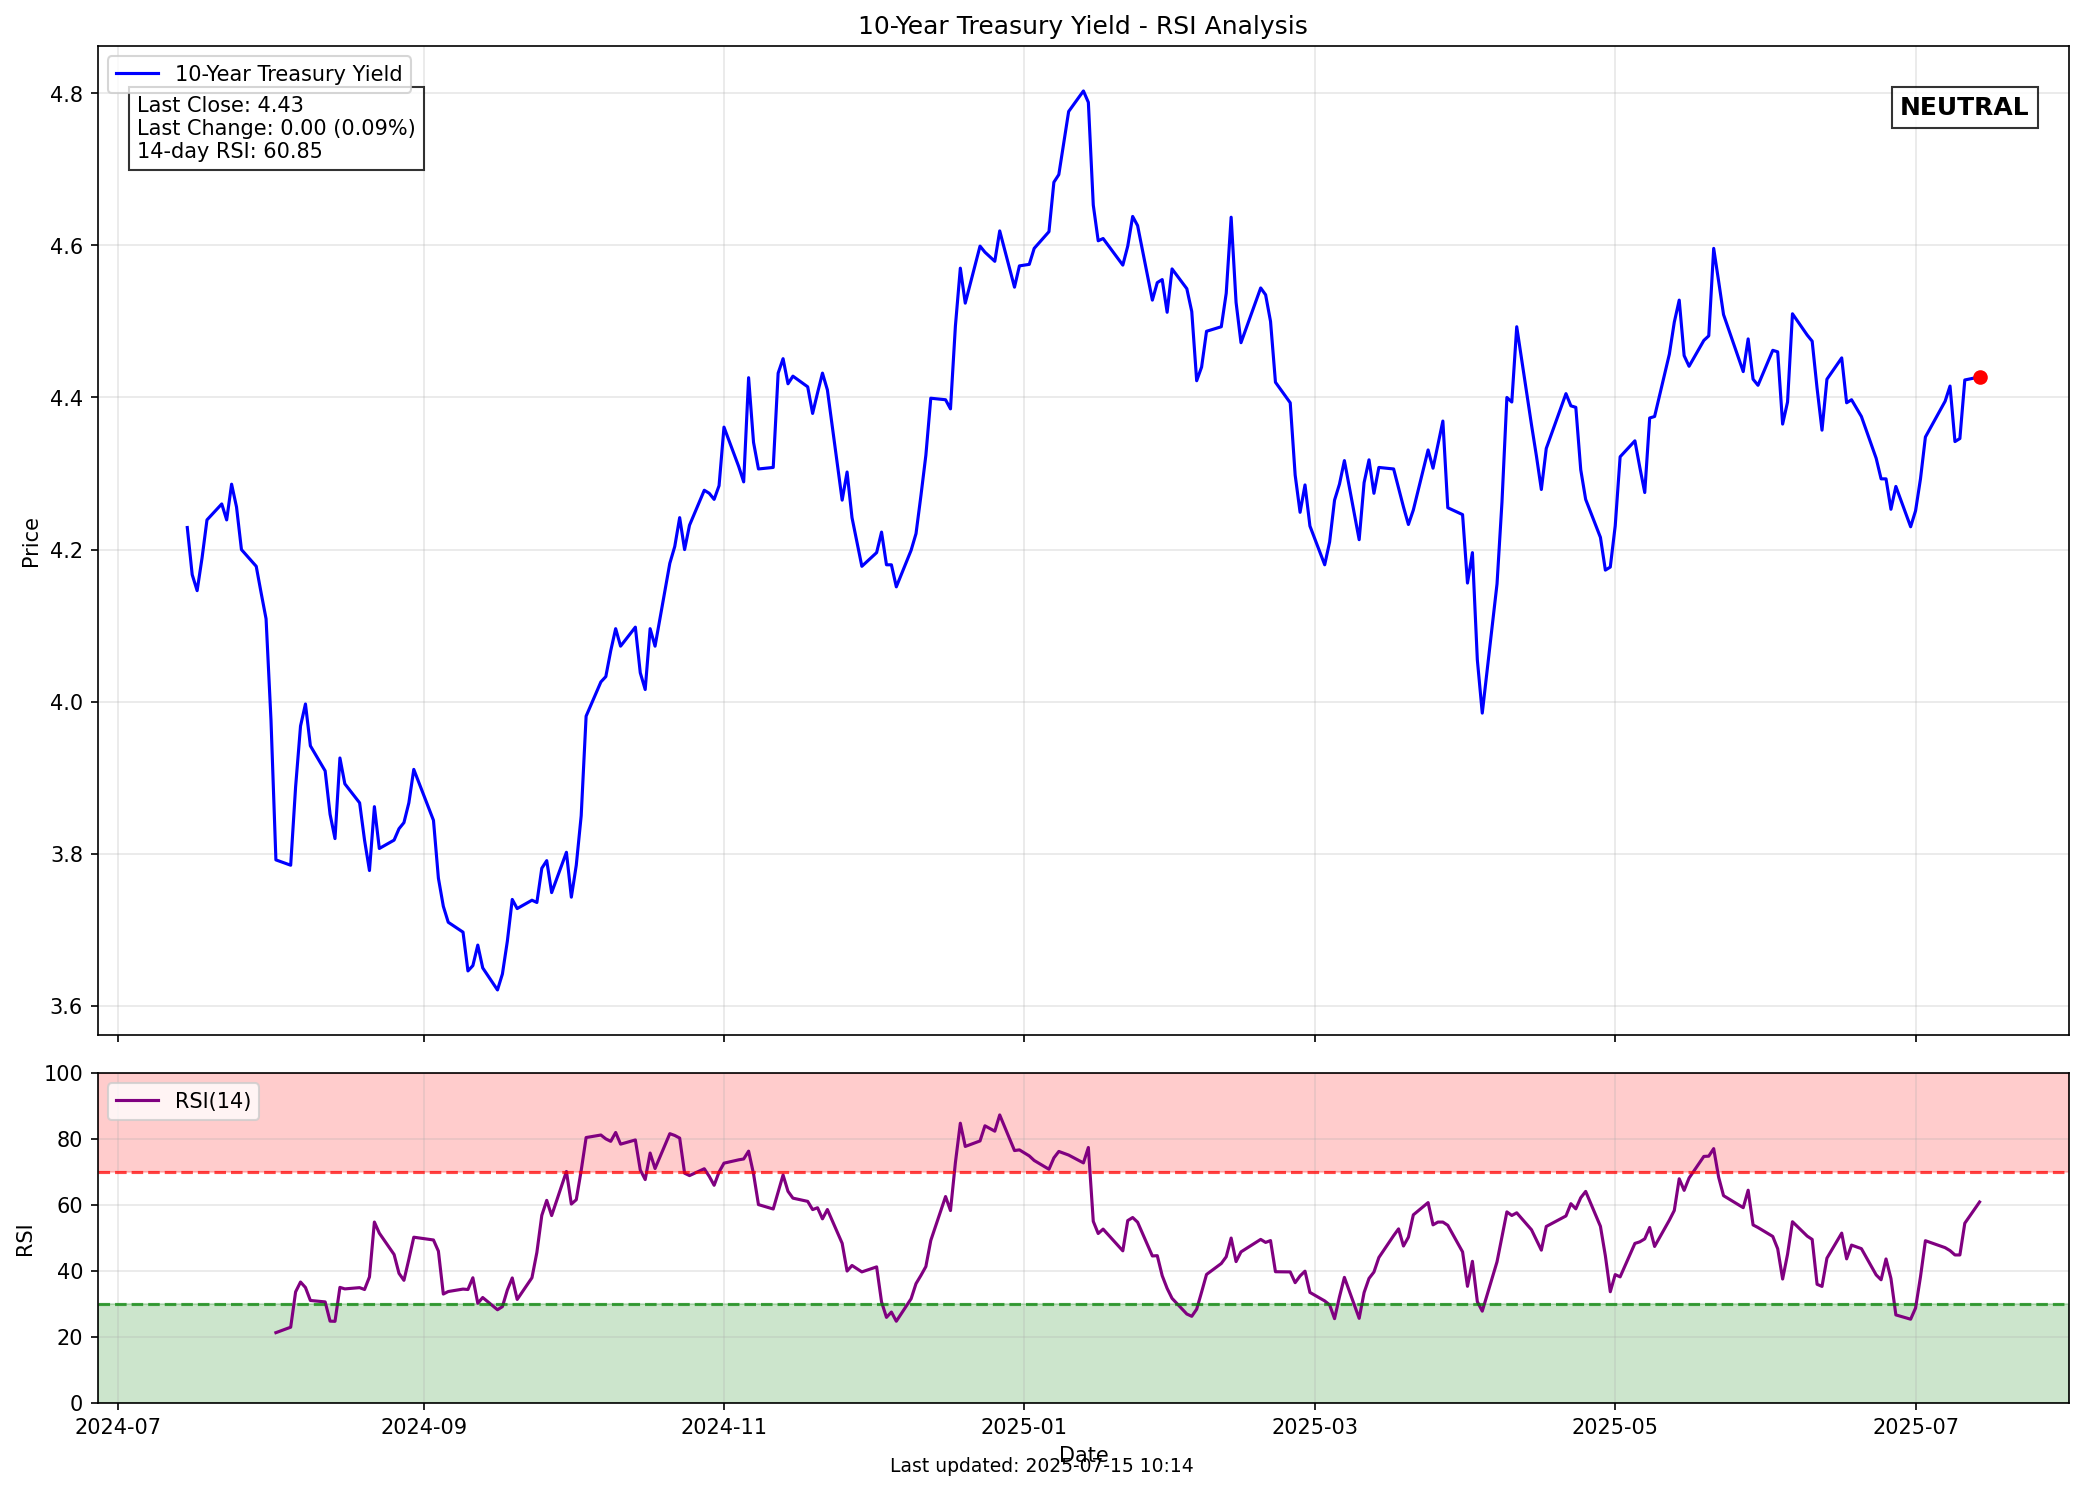 10-Year Treasury Yield - RSI Analysis
10-Year Treasury Yield
Last Close: 4.43
Last Change: 0.00 (0.09%)
14-day RSI: 60.85
NEUTRAL
Price
4.8
4.6
4.4
4.2
4.0
3.8
3.6
RSI(14)
RSI
100
80
60
40
20
0
2024-07
2024-09
2024-11
2025-01
2025-03
2025-05
2025-07
Date
Last updated: 2025-07-15 10:14